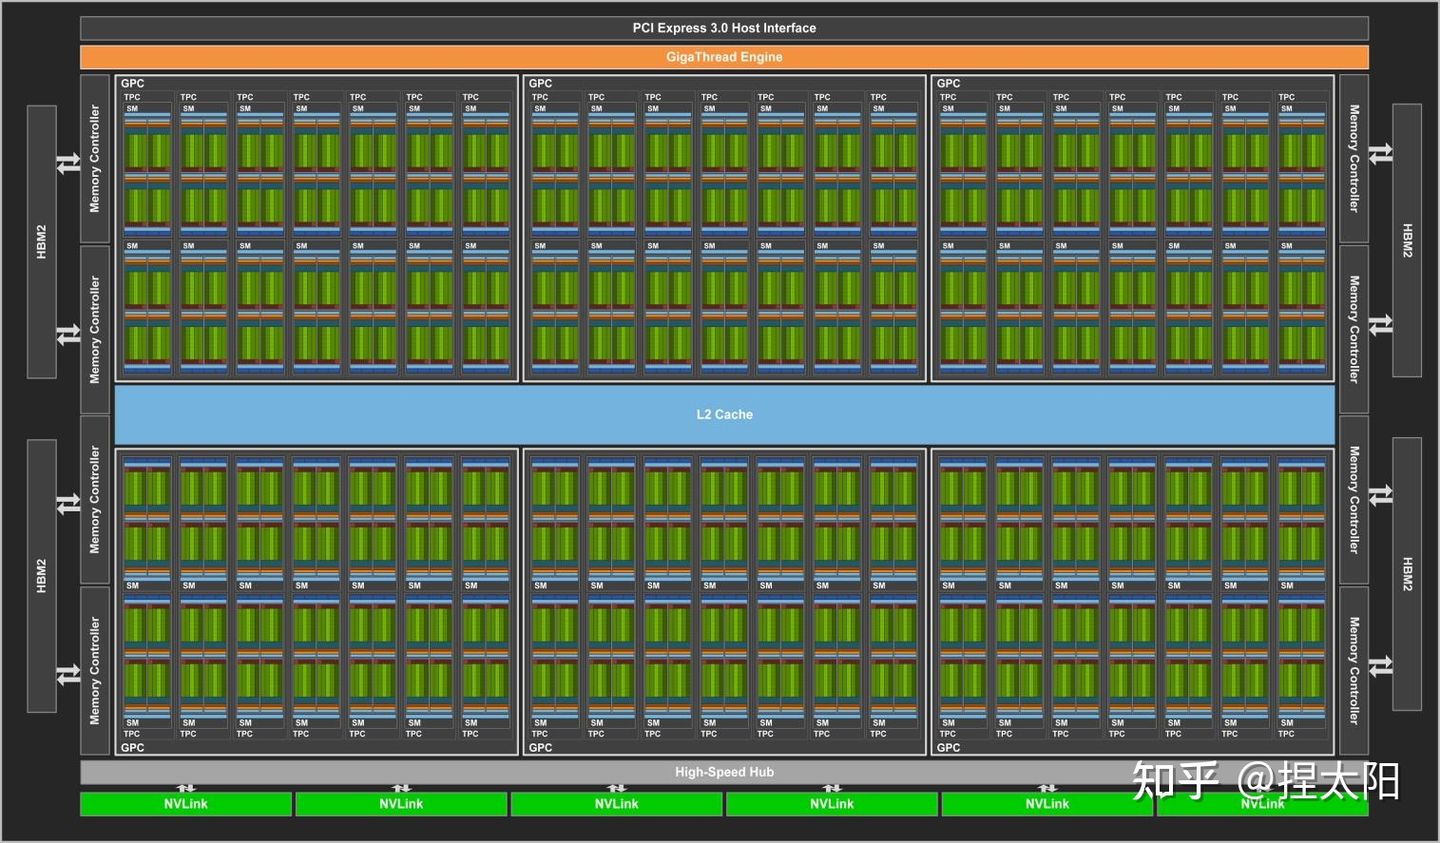 PCI Express 3.0 Host Interface
GigaThread Engine
GPC GPC GPC
TPC TPC TPC TPC TPC TPC TPC TPC TPC TPC TPC TPC TPC TPC TPC TPC TPC TPC TPC TPC TPC
SM SM SM SM SM SM SM SM SM SM SM SM SM SM SM SM SM SM SM SM SM
Memory Controller
Memory Controller
HBM2
HBM2
SM SM SM SM SM SM SM SM SM SM SM SM SM SM SM SM SM SM SM SM SM
Memory Controller
Memory Controller
L2 Cache
Memory Controller
Memory Controller
HBM2
HBM2
SM SM SM SM SM SM SM SM SM SM SM SM SM SM SM SM SM SM SM SM SM
Memory Controller
Memory Controller
SM SM SM SM SM SM SM SM SM SM SM SM SM SM SM SM SM SM SM SM SM
TPC TPC TPC TPC TPC TPC TPC TPC TPC TPC TPC TPC TPC TPC TPC TPC TPC TPC TPC TPC TPC
GPC GPC GPC
High-Speed Hub
NVLink NVLink NVLink NVLink NVLink NVLink
知乎 @捏太阳